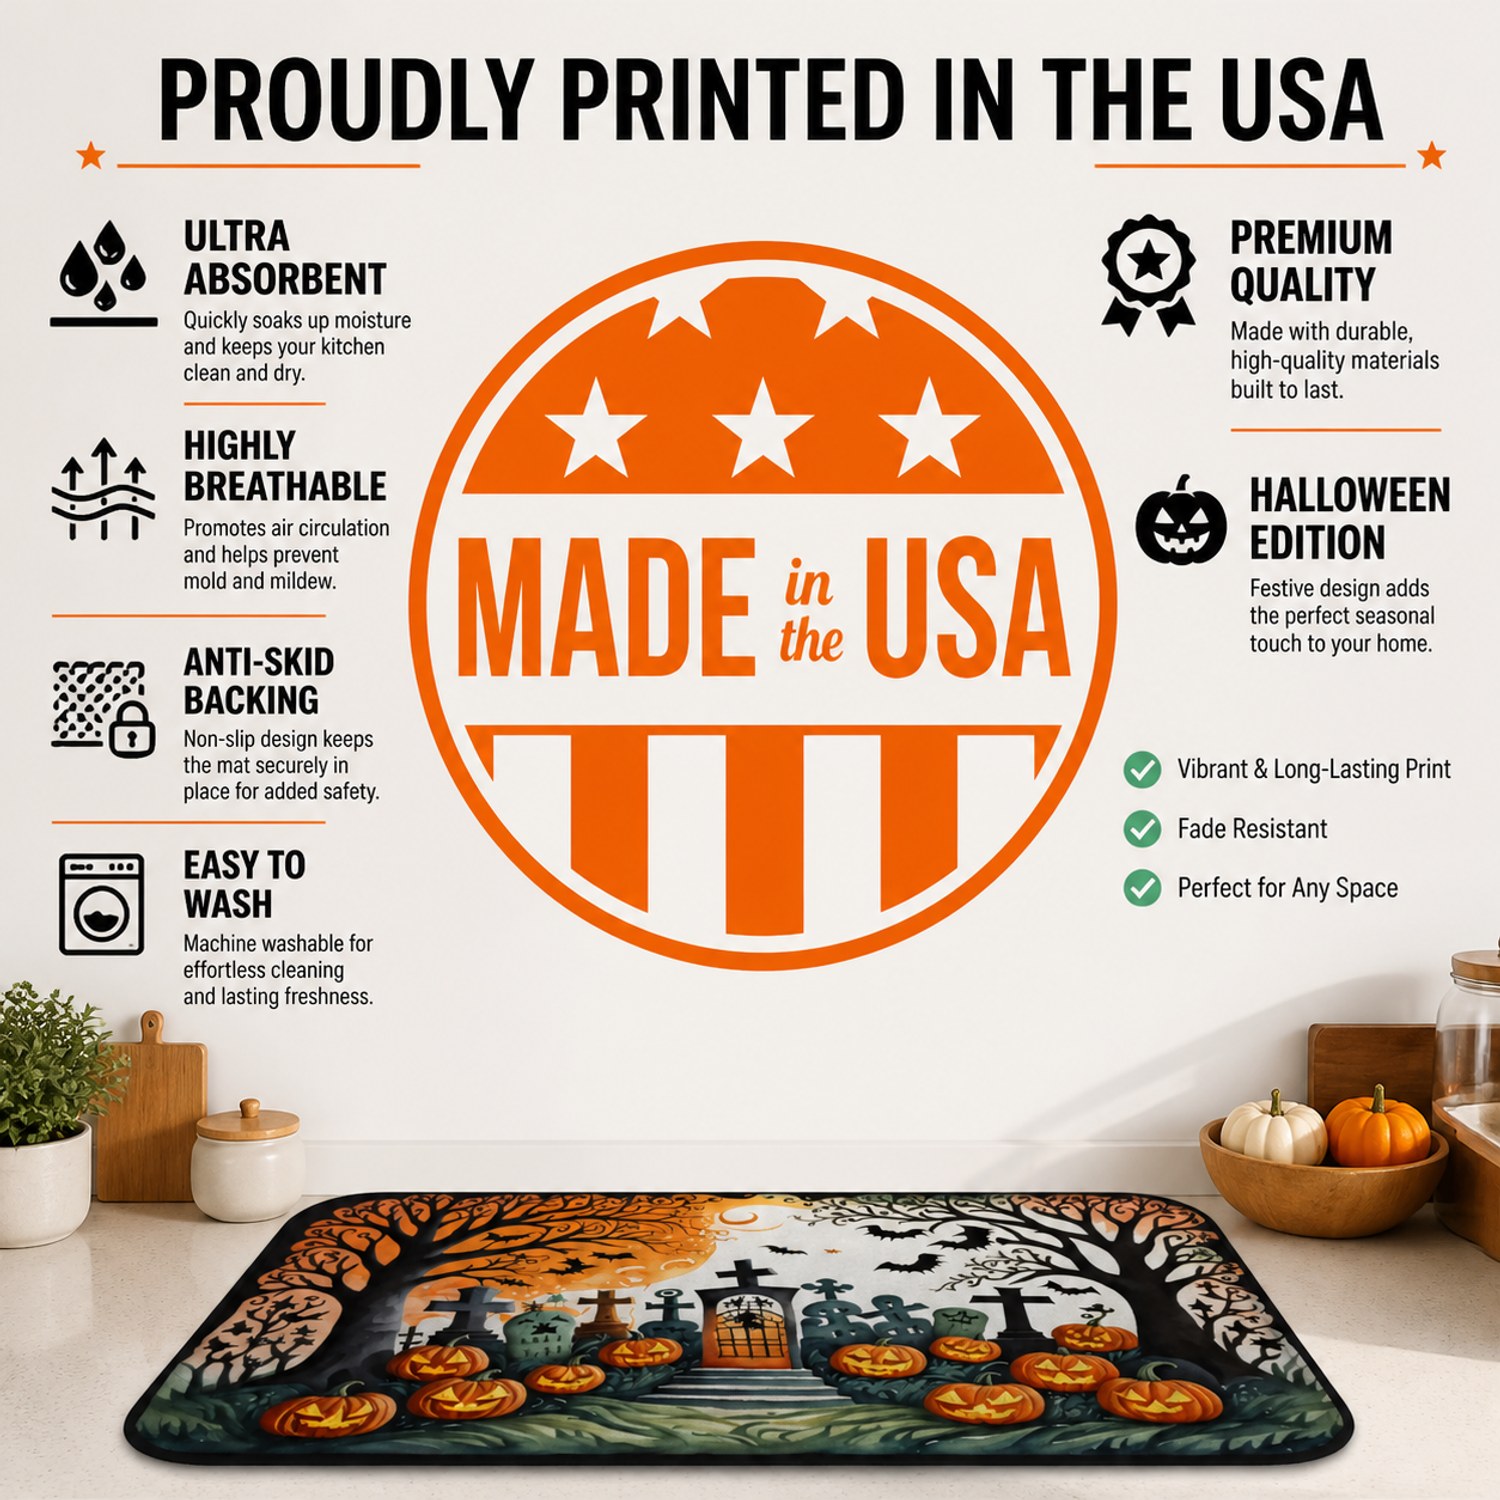 PROUDLY PRINTED IN THE USA
ULTRA
ABSORBENT
Quickly soaks up moisture
and keeps your kitchen
clean and dry.
HIGHLY
BREATHABLE
Promotes air circulation
and helps prevent
mold and mildew.
ANTI-SKID
BACKING
Non-slip design keeps
the mat securely in
place for added safety.
EASY TO
WASH
Machine washable for
effortless cleaning
and lasting freshness.
MADE in the USA
PREMIUM
QUALITY
Made with durable,
high-quality materials
built to last.
HALLOWEEN
EDITION
Festive design adds
the perfect seasonal
touch to your home.
Vibrant & Long-Lasting Print
Fade Resistant
Perfect for Any Space